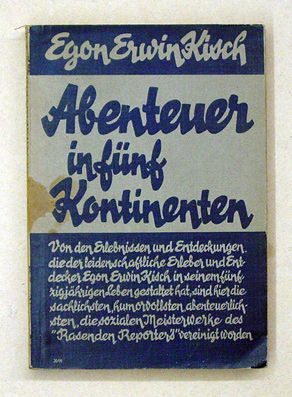 Egon Erwin Kisch
Abenteuer
in fünf
Kontinenten
Von den Erlebnissen und Entdeckungen,
die der leidenschaftliche Erleber und Ent-
decker Egon Erwin Kisch in seinem fünf-
zigjährigen Leben gestaltet hat, sind hier die
sachlichsten, humorvollsten, abenteuerlich-
sten, die sozialen Meisterwerke des
"Rasenden Reporters" vereinigt worden